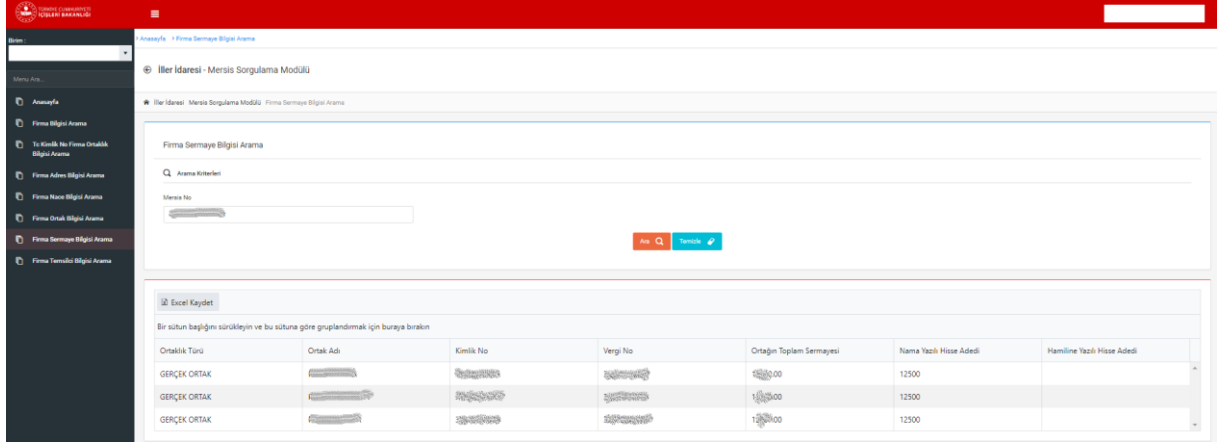 TÜRKİYE CUMHURİYETİ
İÇİŞLERİ BAKANLIĞI
Birim :
Menu Ara...
Anasayfa
Firma Bilgisi Arama
Tc Kimlik No Firma Ortaklık
Bilgisi Arama
Firma Adres Bilgisi Arama
Firma Nace Bilgisi Arama
Firma Ortak Bilgisi Arama
Firma Sermaye Bilgisi Arama
Firma Temsilci Bilgisi Arama
› Anasayfa › Firma Sermaye Bilgisi Arama
İller İdaresi - Mersis Sorgulama Modülü
İller İdaresi Mersis Sorgulama Modülü Firma Sermaye Bilgisi Arama
Firma Sermaye Bilgisi Arama
Arama Kriterleri
Mersis No
Ara Temizle
Excel Kaydet
Bir sütun başlığını sürükleyin ve bu sütuna göre gruplandırmak için buraya bırakın
Ortaklık Türü Ortak Adı Kimlik No Vergi No Ortağın Toplam Sermayesi Nama Yazılı Hisse Adedi Hamiline Yazılı Hisse Adedi
GERÇEK ORTAK 12500
GERÇEK ORTAK 12500
GERÇEK ORTAK 12500